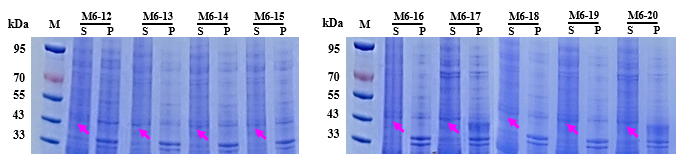 kDa M M6-12 M6-13 M6-14 M6-15
S P S P S P S P
95
70
55
43
33
kDa M M6-16 M6-17 M6-18 M6-19 M6-20
S P S P S P S P S P
95
70
55
43
33